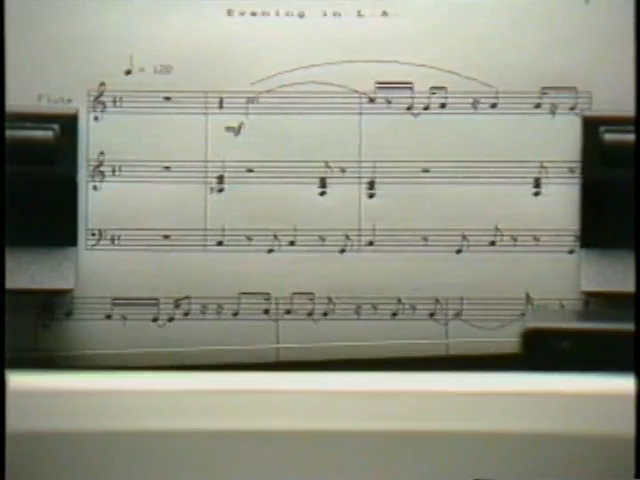 Evening in L.A.
♩ = 120
Flute
mf